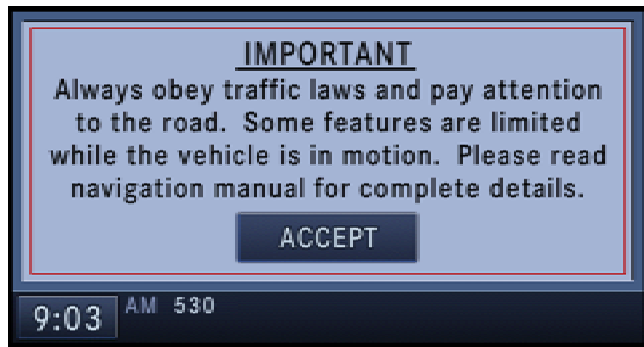 IMPORTANT
Always obey traffic laws and pay attention
to the road.  Some features are limited
while the vehicle is in motion.  Please read
navigation manual for complete details.
ACCEPT
9:03 AM 530